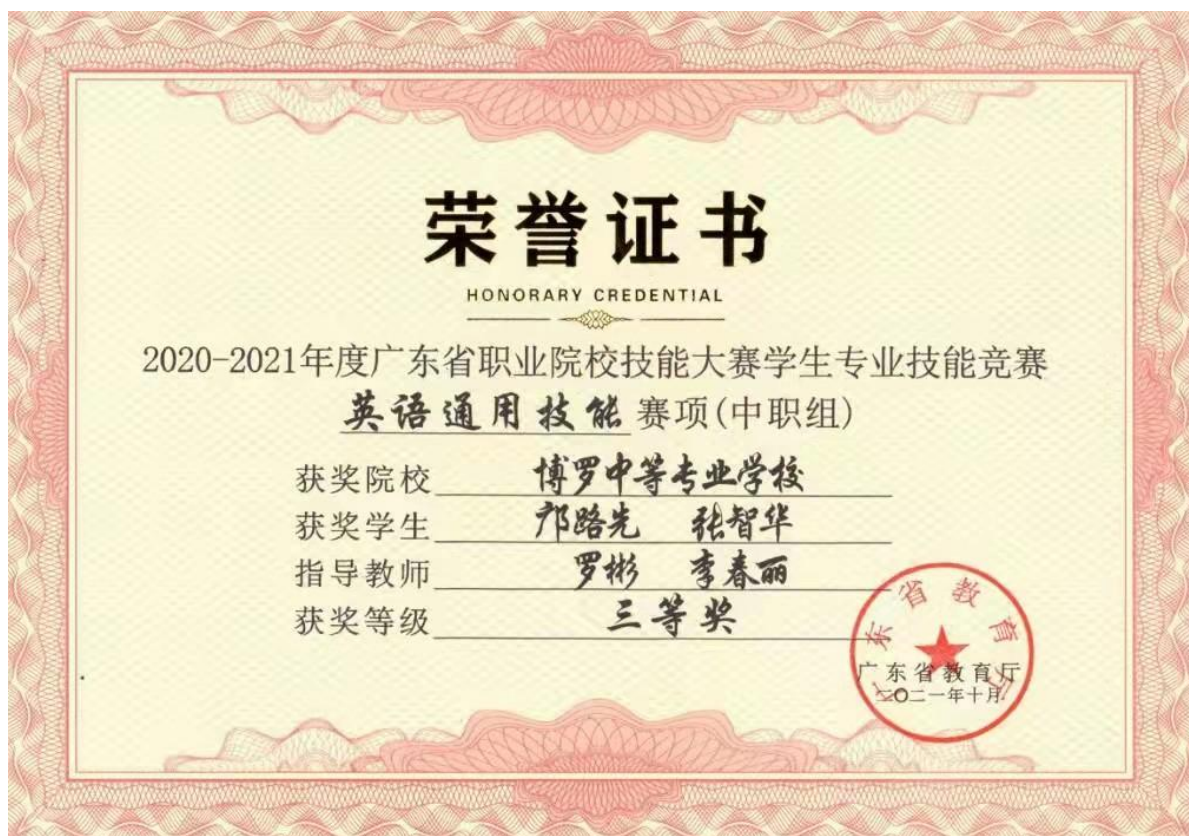 荣誉证书
HONORARY CREDENTIAL
2020-2021年度广东省职业院校技能大赛学生专业技能竞赛
英语通用技能 赛项(中职组)
获奖院校 博罗中等专业学校
获奖学生 邝路先 张智华
指导教师 罗彬 李春丽
获奖等级 三等奖
广东省教育厅
广东省教育厅
二〇二一年十月